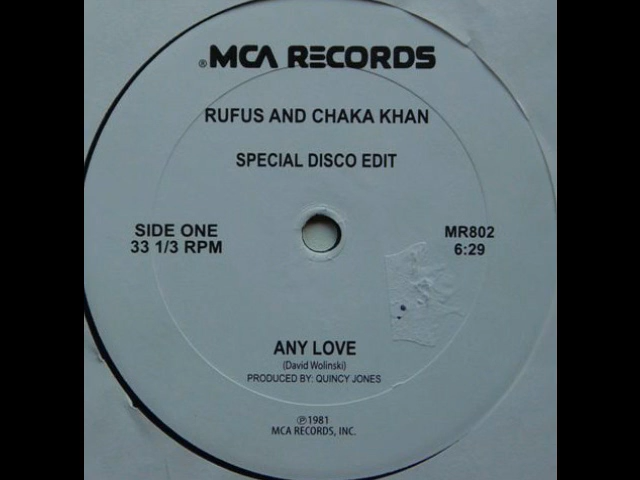 ® MCA RECORDS
RUFUS AND CHAKA KHAN
SPECIAL DISCO EDIT
SIDE ONE
33 1/3 RPM
MR802
6:29
ANY LOVE
(David Wolinski)
PRODUCED BY: QUINCY JONES
℗1981
MCA RECORDS, INC.